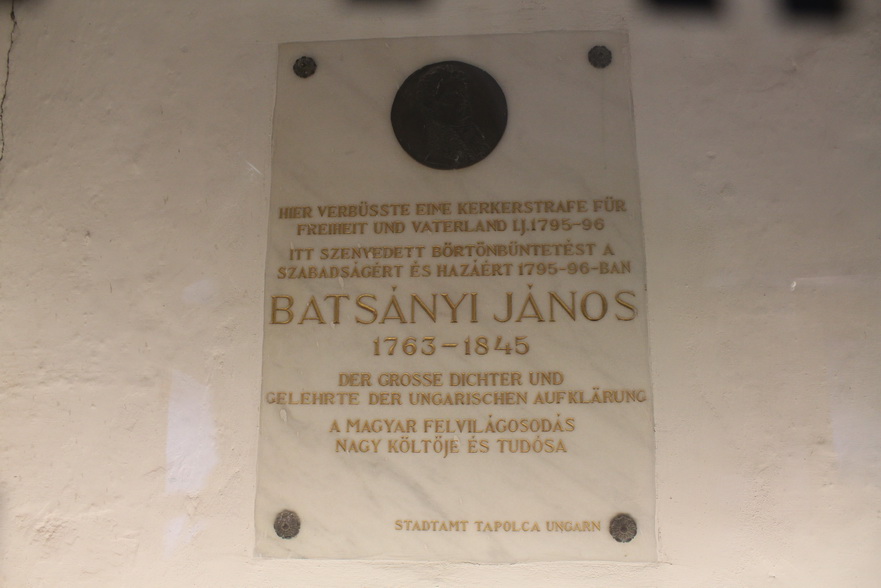 HIER VERBÜSSTE EIME KERKERSTRAFE FÜR
FREIHEIT UND VATERLAND I.J.1795-96
ITT SZENVEDETT BÖRTÖNBÜNTETÉST A
SZABADSÁGÉRT ÉS HAZÁÉRT 1795-96-BAN
BATSÁNYI JÁNOS
1763-1845
DER GROSSE DICHTER UND
GELEHRTE DER UNGARISCHEN AUFKLÄRUNG
A MAGYAR FELVILÁGOSODÁS
NAGY KÖLTŐJE ÉS TUDÓSA
STADTAMT TAPOLCA UNGARN